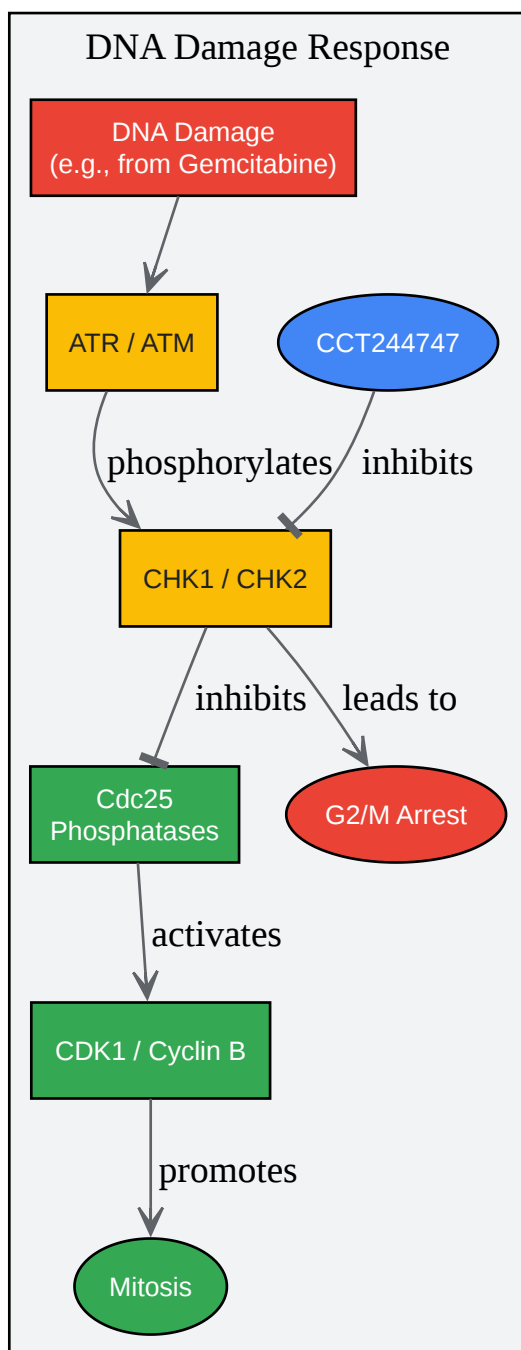 DNA Damage Response
DNA Damage
(e.g., from Gemcitabine)
ATR / ATM
CCT244747
phosphorylates
inhibits
CHK1 / CHK2
inhibits
leads to
Cdc25
Phosphatases
G2/M Arrest
activates
CDK1 / Cyclin B
promotes
Mitosis